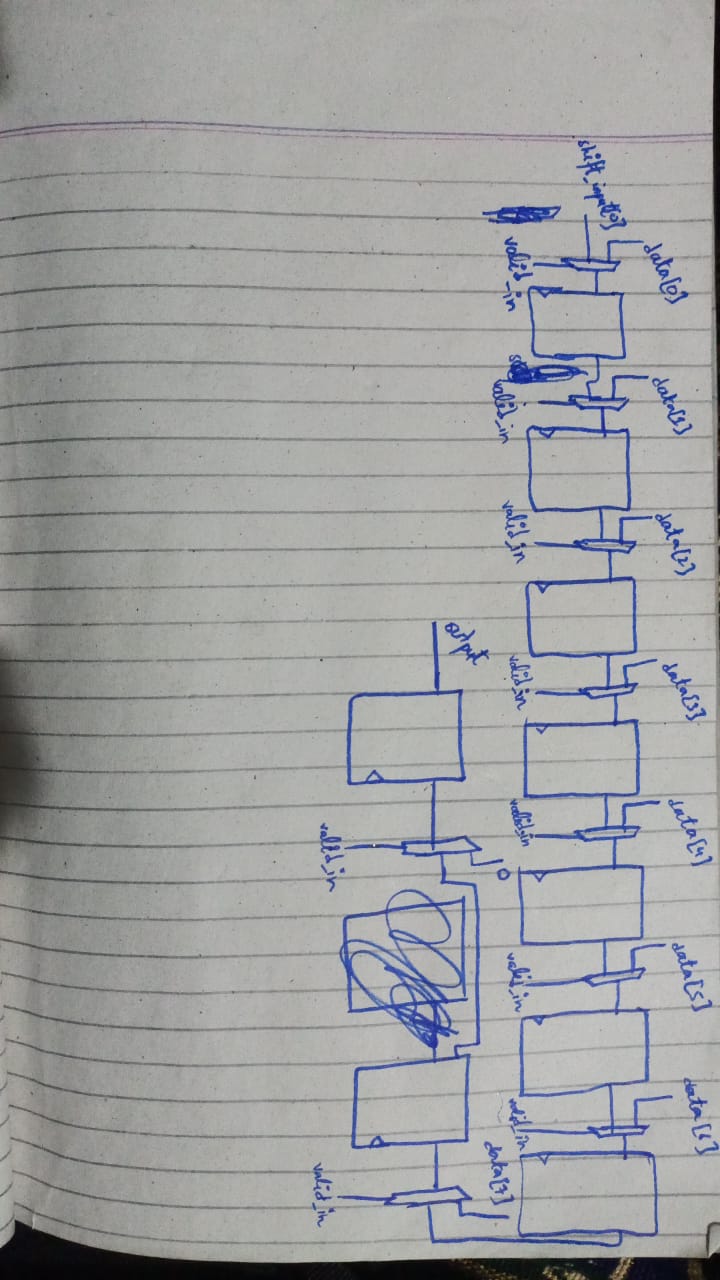 shift_input[0]
data[0]
valid_in
data[1]
valid_in
data[2]
valid_in
data[3]
valid_in
data[4]
valid_in
data[5]
valid_in
data[6]
valid_in
data[7]
valid_in
0
valid_in
output